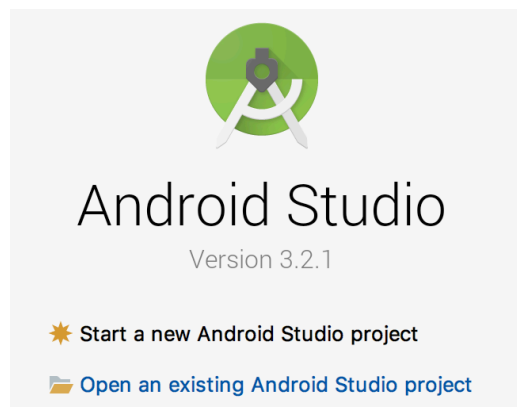 Android Studio
Version 3.2.1
Start a new Android Studio project
Open an existing Android Studio project